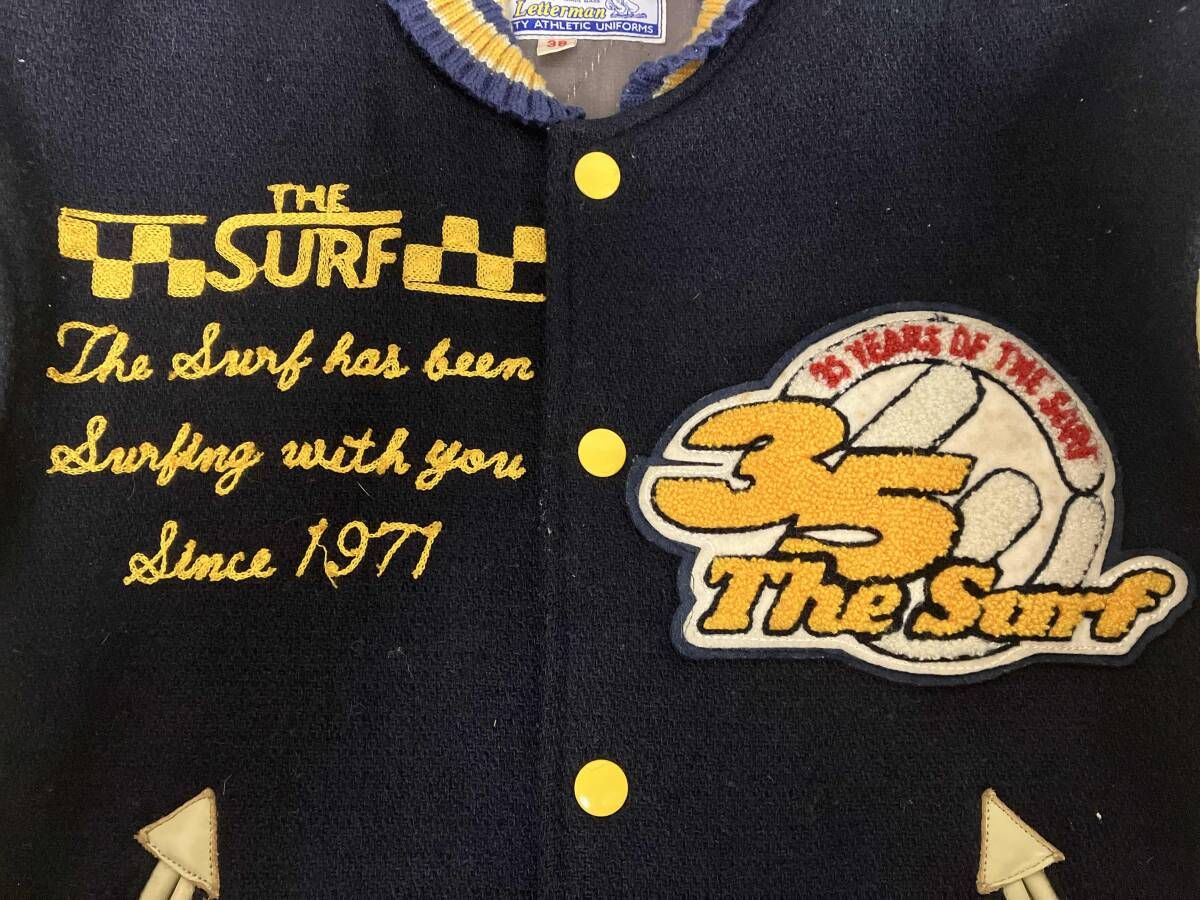 Letterman
TY ATHLETIC UNIFORMS
38
THE
SURF
The Surf has been
Surfing with you
Since 1971
35 YEARS OF THE SURF
35
The Surf